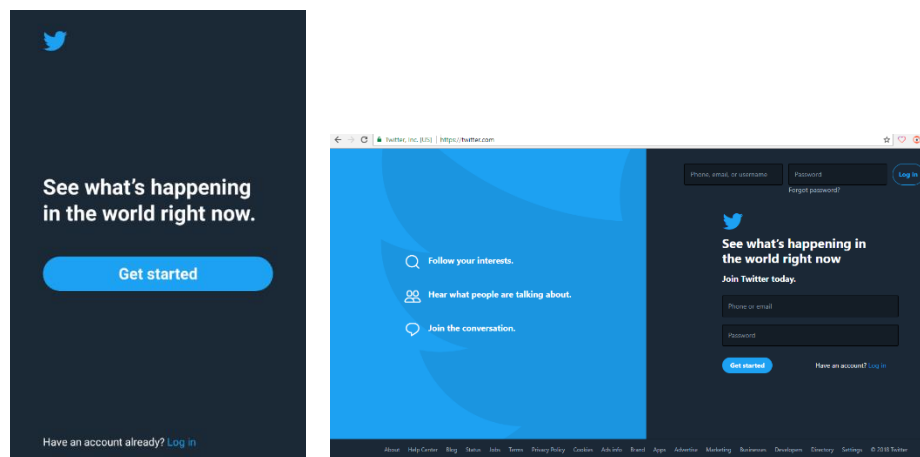 See what's happening
in the world right now.
Get started
Have an account already? Log in
Twitter, Inc. [US] | https://twitter.com
Phone, email, or username
Password
Log in
Forgot password?
See what's happening in
the world right now
Join Twitter today.
Phone or email
Password
Get started
Have an account? Log in
Follow your interests.
Hear what people are talking about.
Join the conversation.
About Help Center Blog Status Jobs Terms Privacy Policy Cookies Ads info Brand Apps Advertise Marketing Businesses Developers Directory Settings © 2018 Twitter